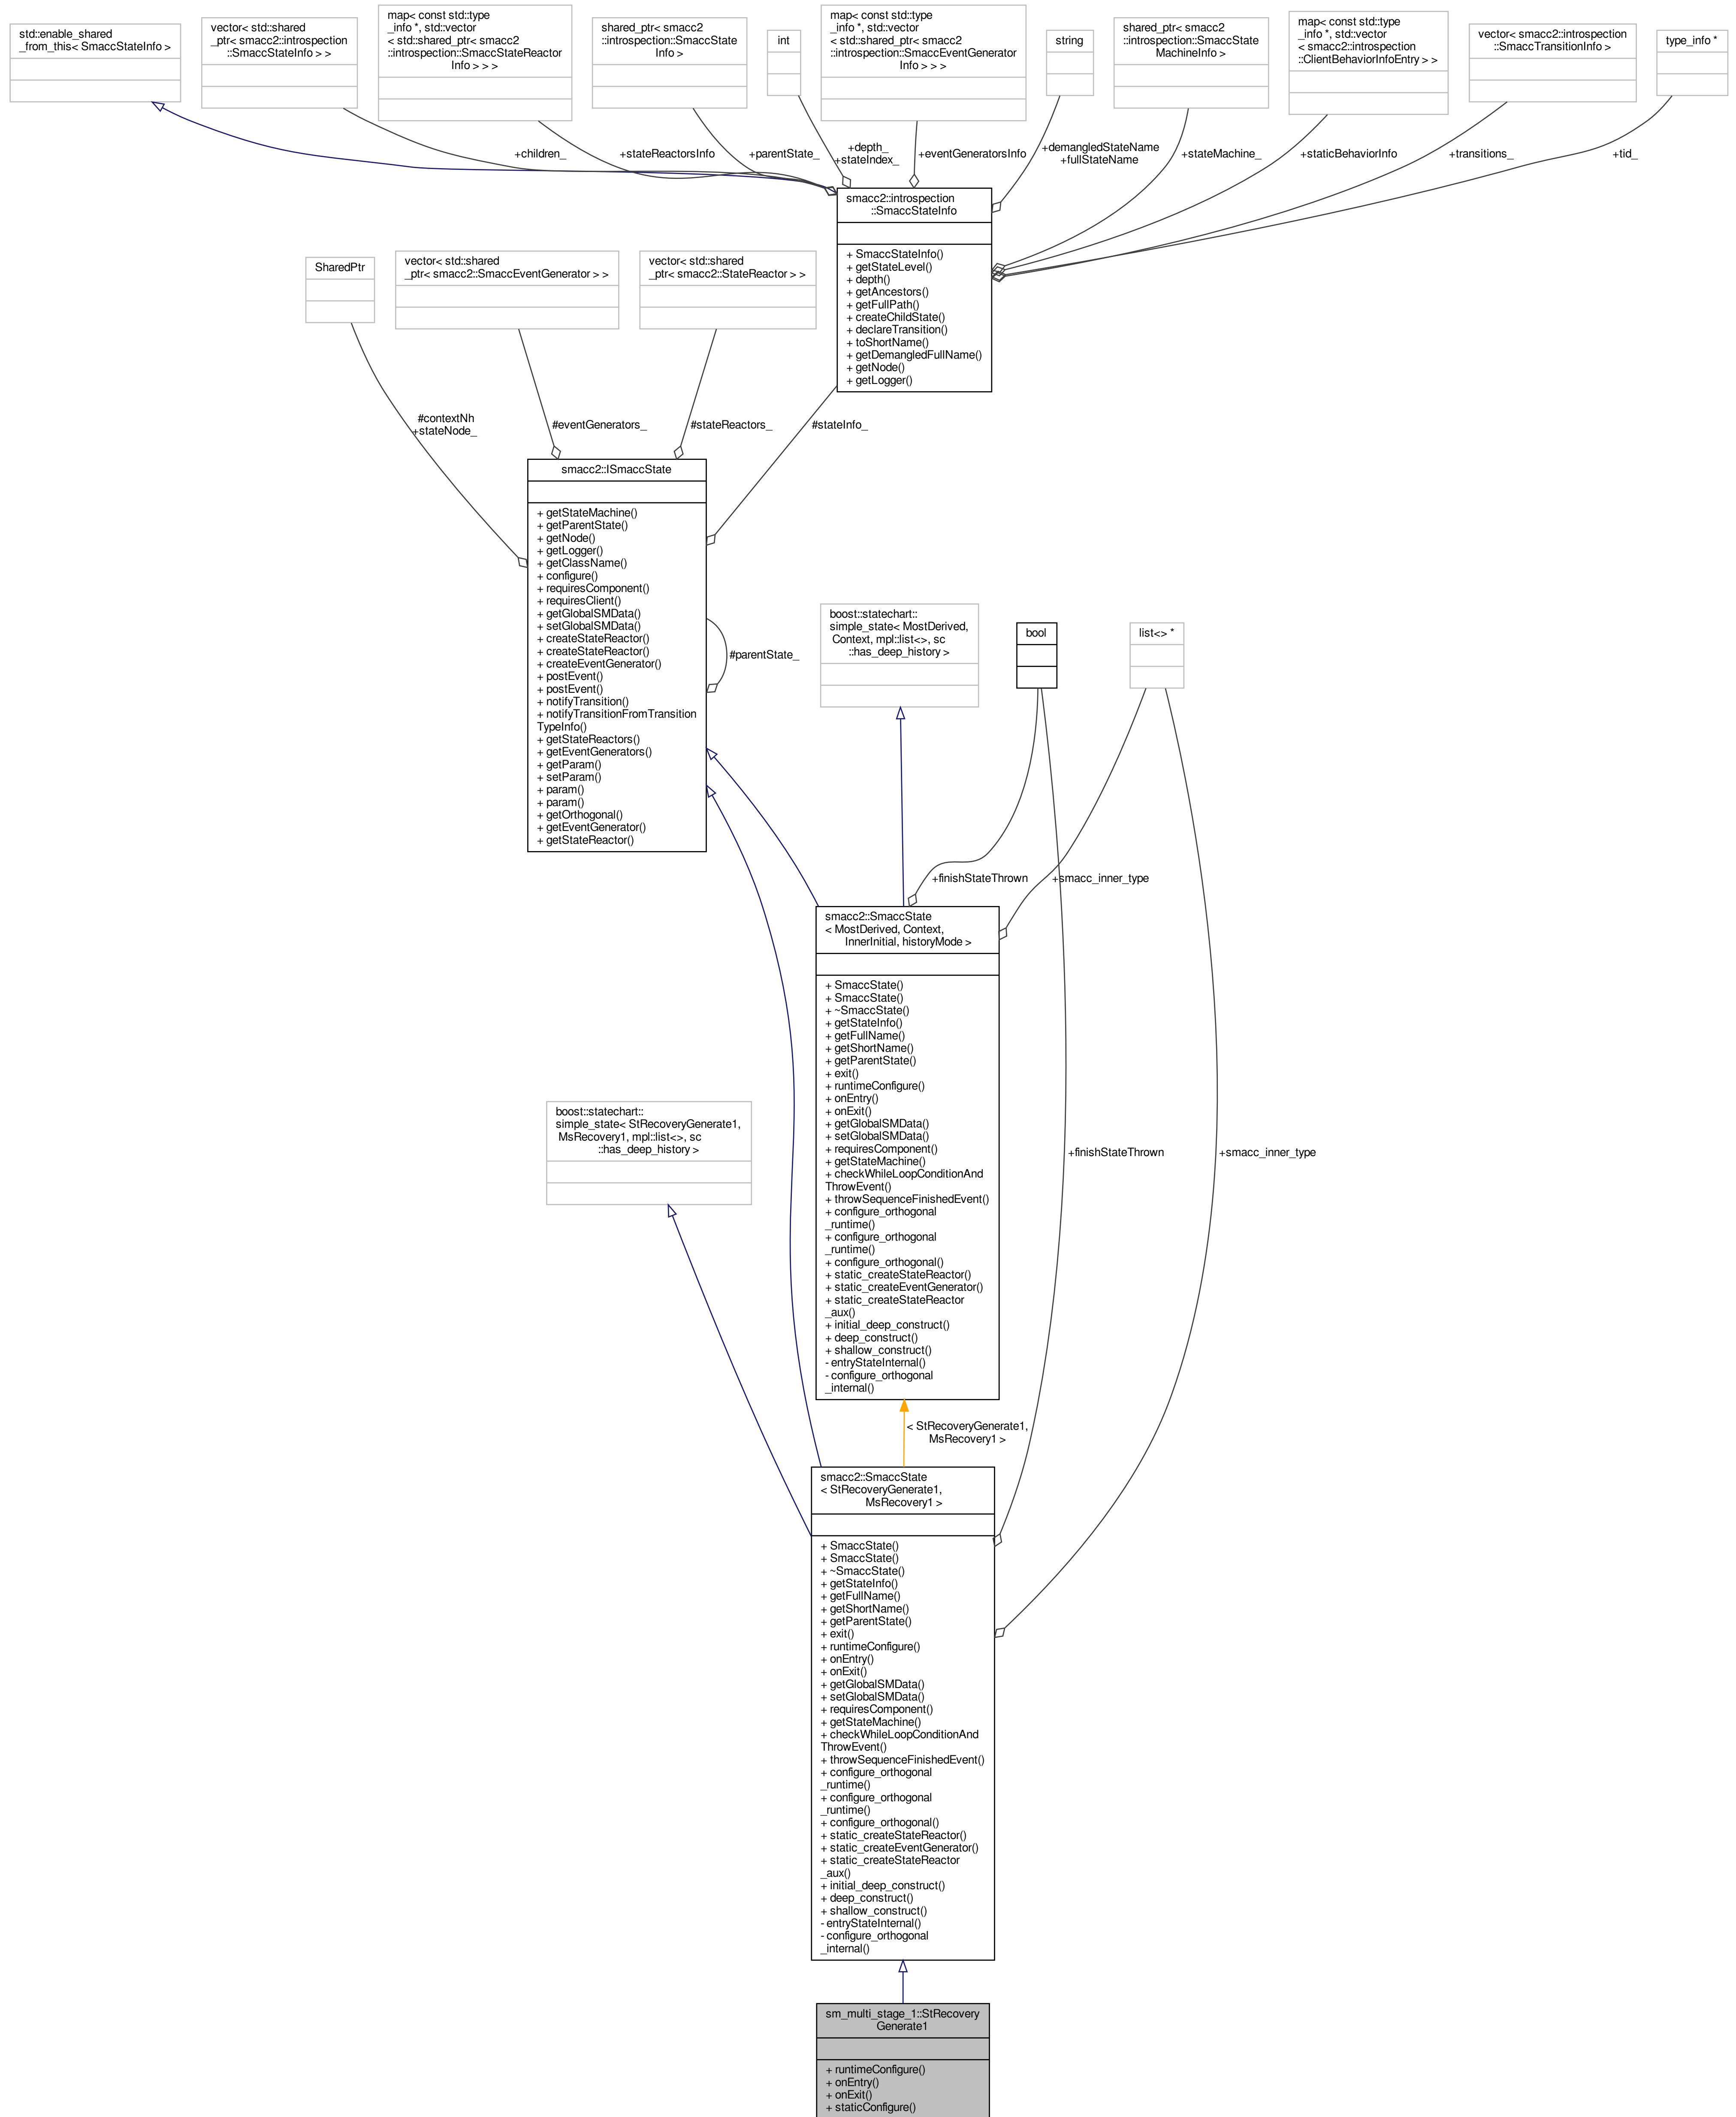 std::enable_shared
_from_this< SmaccStateInfo >
vector< std::shared
_ptr< smacc2::introspection
::SmaccStateInfo > >
map< const std::type
_info *, std::vector
< std::shared_ptr< smacc2
::introspection::SmaccStateReactor
Info > > >
shared_ptr< smacc2
::introspection::SmaccState
Info >
int
map< const std::type
_info *, std::vector
< std::shared_ptr< smacc2
::introspection::SmaccEventGenerator
Info > > >
string
shared_ptr< smacc2
::introspection::SmaccState
MachineInfo >
map< const std::type
_info *, std::vector
< smacc2::introspection
::ClientBehaviorInfoEntry > >
vector< smacc2::introspection
::SmaccTransitionInfo >
type_info *
+children_
+stateReactorsInfo
+parentState_
+depth_
+stateIndex_
+eventGeneratorsInfo
+demangledStateName
+fullStateName
+stateMachine_
+staticBehaviorInfo
+transitions_
+tid_
smacc2::introspection
::SmaccStateInfo
+ SmaccStateInfo()
+ getStateLevel()
+ depth()
+ getAncestors()
+ getFullPath()
+ createChildState()
+ declareTransition()
+ toShortName()
+ getDemangledFullName()
+ getNode()
+ getLogger()
SharedPtr
vector< std::shared
_ptr< smacc2::SmaccEventGenerator > >
vector< std::shared
_ptr< smacc2::StateReactor > >
#contextNh
+stateNode_
#eventGenerators_
#stateReactors_
#stateInfo_
smacc2::ISmaccState
+ getStateMachine()
+ getParentState()
+ getNode()
+ getLogger()
+ getClassName()
+ configure()
+ requiresComponent()
+ requiresClient()
+ getGlobalSMData()
+ setGlobalSMData()
+ createStateReactor()
+ createStateReactor()
+ createEventGenerator()
+ postEvent()
+ postEvent()
+ notifyTransition()
+ notifyTransitionFromTransition
TypeInfo()
+ getStateReactors()
+ getEventGenerators()
+ getParam()
+ setParam()
+ param()
+ param()
+ getOrthogonal()
+ getEventGenerator()
+ getStateReactor()
#parentState_
boost::statechart::
simple_state< MostDerived,
Context, mpl::list<>, sc
::has_deep_history >
bool
list<> *
+finishStateThrown
+smacc_inner_type
smacc2::SmaccState
< MostDerived, Context,
InnerInitial, historyMode >
+ SmaccState()
+ SmaccState()
+ ~SmaccState()
+ getStateInfo()
+ getFullName()
+ getShortName()
+ getParentState()
+ exit()
+ runtimeConfigure()
+ onEntry()
+ onExit()
+ getGlobalSMData()
+ setGlobalSMData()
+ requiresComponent()
+ getStateMachine()
+ checkWhileLoopConditionAnd
ThrowEvent()
+ throwSequenceFinishedEvent()
+ configure_orthogonal
_runtime()
+ configure_orthogonal
_runtime()
+ configure_orthogonal()
+ static_createStateReactor()
+ static_createEventGenerator()
+ static_createStateReactor
_aux()
+ initial_deep_construct()
+ deep_construct()
+ shallow_construct()
- entryStateInternal()
- configure_orthogonal
_internal()
boost::statechart::
simple_state< StRecoveryGenerate1,
MsRecovery1, mpl::list<>, sc
::has_deep_history >
+finishStateThrown
+smacc_inner_type
< StRecoveryGenerate1,
MsRecovery1 >
smacc2::SmaccState
< StRecoveryGenerate1,
MsRecovery1 >
+ SmaccState()
+ SmaccState()
+ ~SmaccState()
+ getStateInfo()
+ getFullName()
+ getShortName()
+ getParentState()
+ exit()
+ runtimeConfigure()
+ onEntry()
+ onExit()
+ getGlobalSMData()
+ setGlobalSMData()
+ requiresComponent()
+ getStateMachine()
+ checkWhileLoopConditionAnd
ThrowEvent()
+ throwSequenceFinishedEvent()
+ configure_orthogonal
_runtime()
+ configure_orthogonal
_runtime()
+ configure_orthogonal()
+ static_createStateReactor()
+ static_createEventGenerator()
+ static_createStateReactor
_aux()
+ initial_deep_construct()
+ deep_construct()
+ shallow_construct()
- entryStateInternal()
- configure_orthogonal
_internal()
sm_multi_stage_1::StRecovery
Generate1
+ runtimeConfigure()
+ onEntry()
+ onExit()
+ staticConfigure()